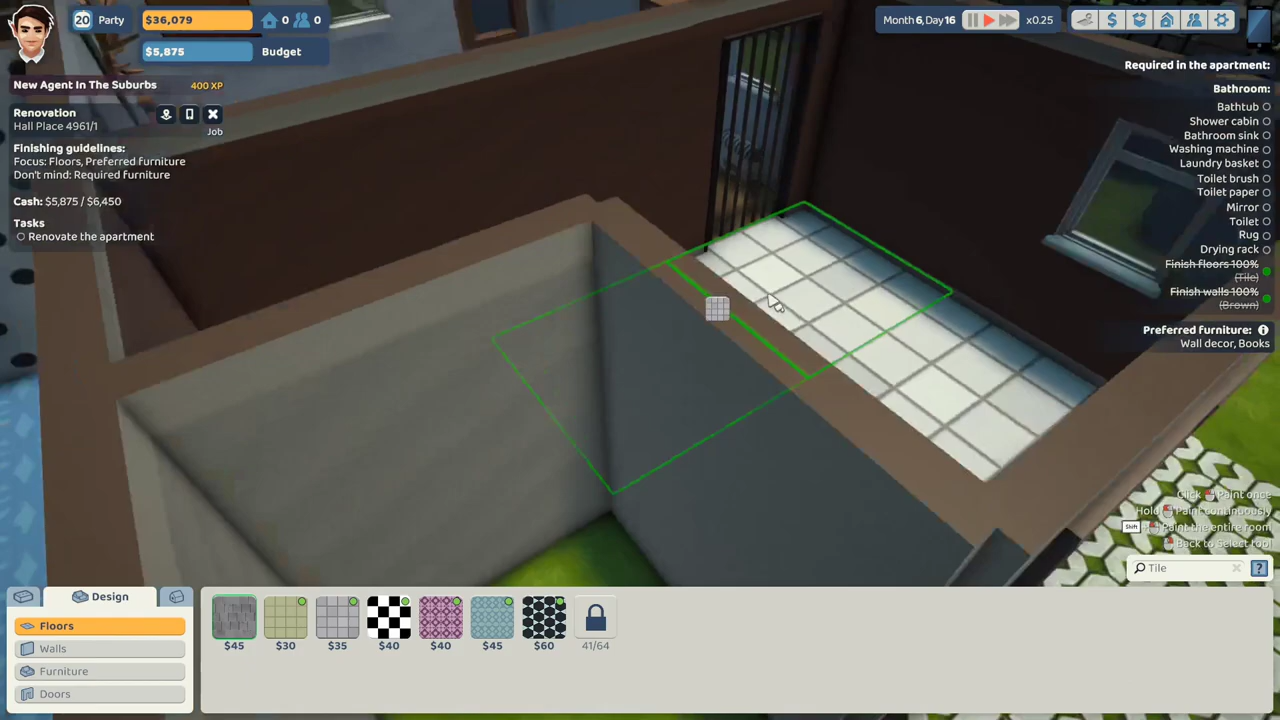 20 Party
$36,079
0
0
$5,875
Budget
Month 6, Day 16
x0.25
New Agent In The Suburbs
400 XP
Renovation
Hall Place 4961/1
Job
Finishing guidelines:
Focus: Floors, Preferred furniture
Don't mind: Required furniture
Cash: $5,875 / $6,450
Tasks
Renovate the apartment
Required in the apartment:
Bathroom:
Bathtub
Shower cabin
Bathroom sink
Washing machine
Laundry basket
Toilet brush
Toilet paper
Mirror
Toilet
Rug
Drying rack
Finish floors 100%
(Tile)
Finish walls 100%
(Brown)
Preferred furniture:
Wall decor, Books
Click Paint once
Hold Paint continuously
Shift Paint the entire room
Back to Select tool
Tile
?
Design
Floors
Walls
Furniture
Doors
$45
$30
$35
$40
$40
$45
$60
41/64